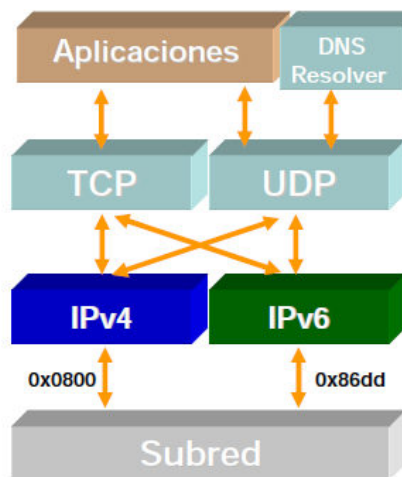 Aplicaciones
DNS
Resolver
TCP
UDP
IPv4
IPv6
0x0800
0x86dd
Subred